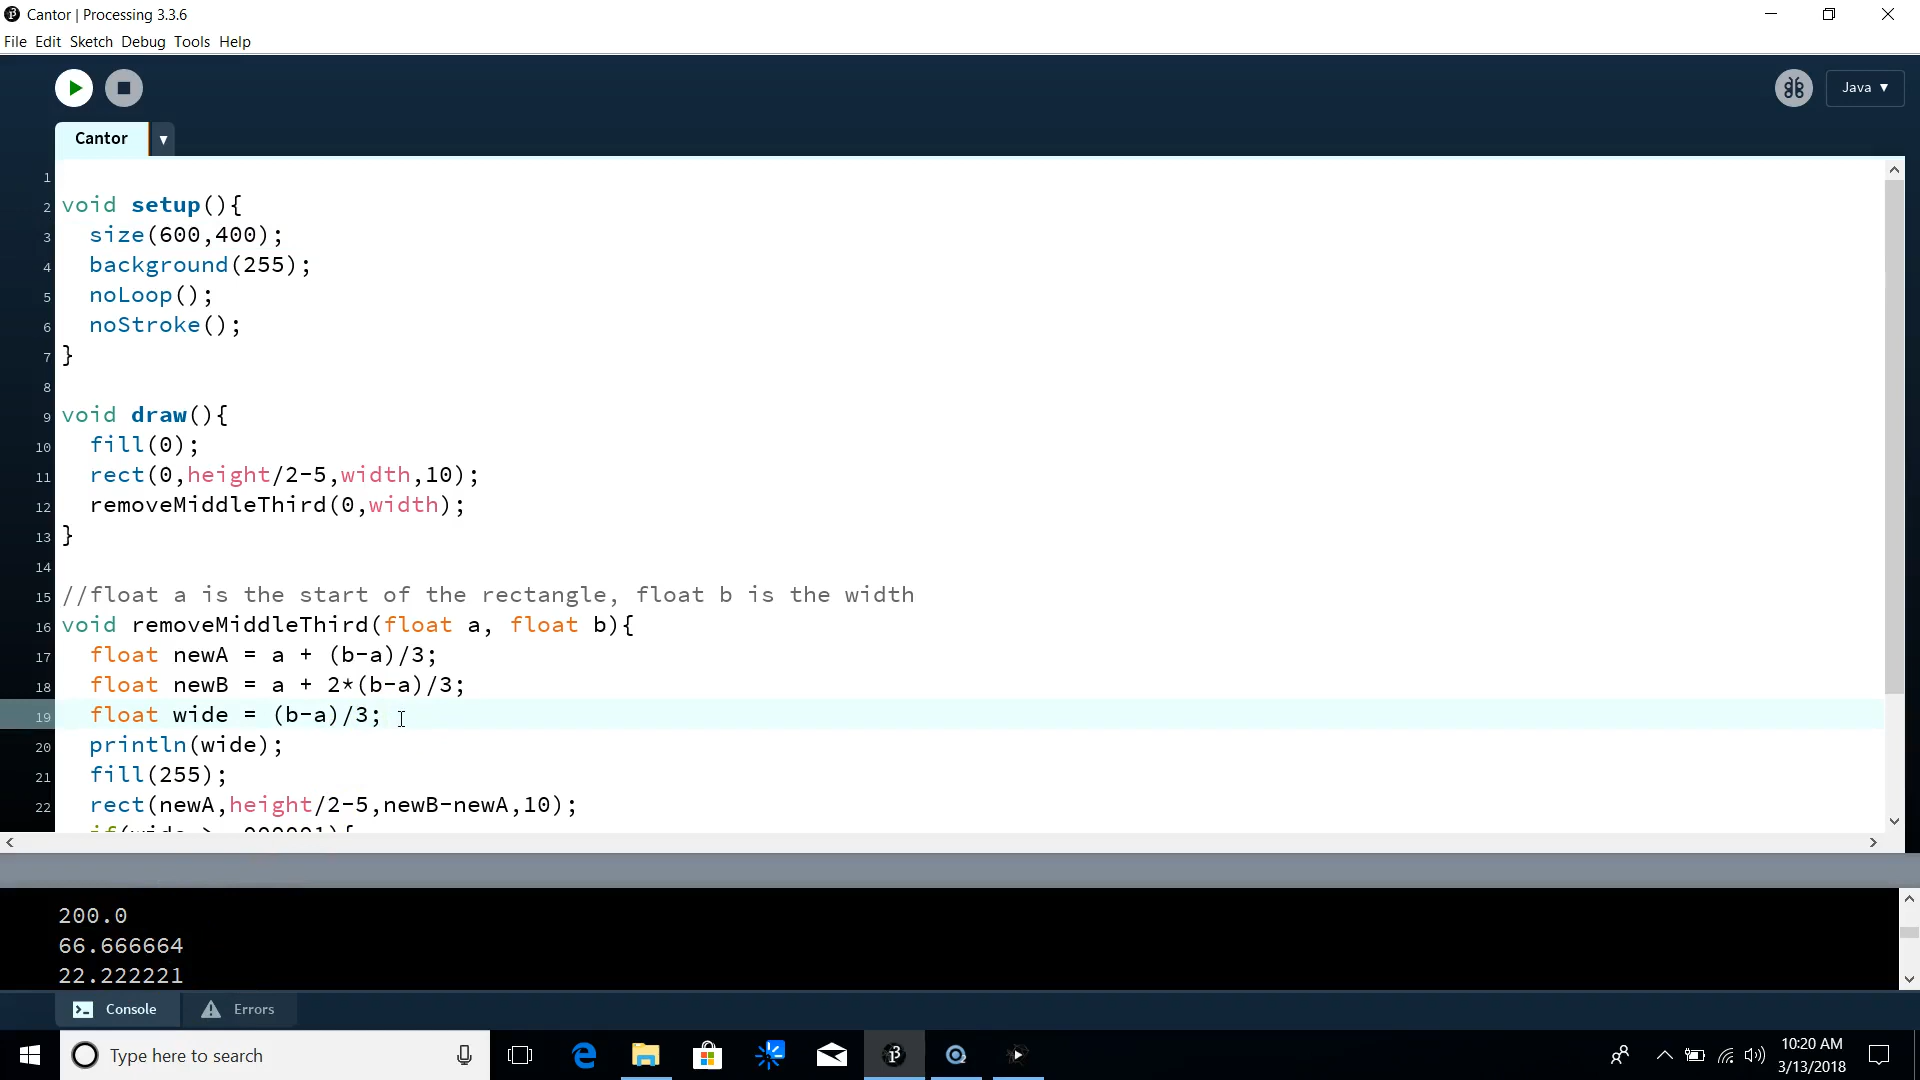 Cantor | Processing 3.3.6
File Edit Sketch Debug Tools Help
Java ▼
Cantor ▼
1
2 void setup(){
3 size(600,400);
4 background(255);
5 noLoop();
6 noStroke();
7 }
8
9 void draw(){
10 fill(0);
11 rect(0,height/2-5,width,10);
12 removeMiddleThird(0,width);
13 }
14
15 //float a is the start of the rectangle, float b is the width
16 void removeMiddleThird(float a, float b){
17 float newA = a + (b-a)/3;
18 float newB = a + 2*(b-a)/3;
19 float wide = (b-a)/3;
20 println(wide);
21 fill(255);
22 rect(newA,height/2-5,newB-newA,10);
200.0
66.666664
22.222221
Console Errors
Type here to search
10:20 AM
3/13/2018